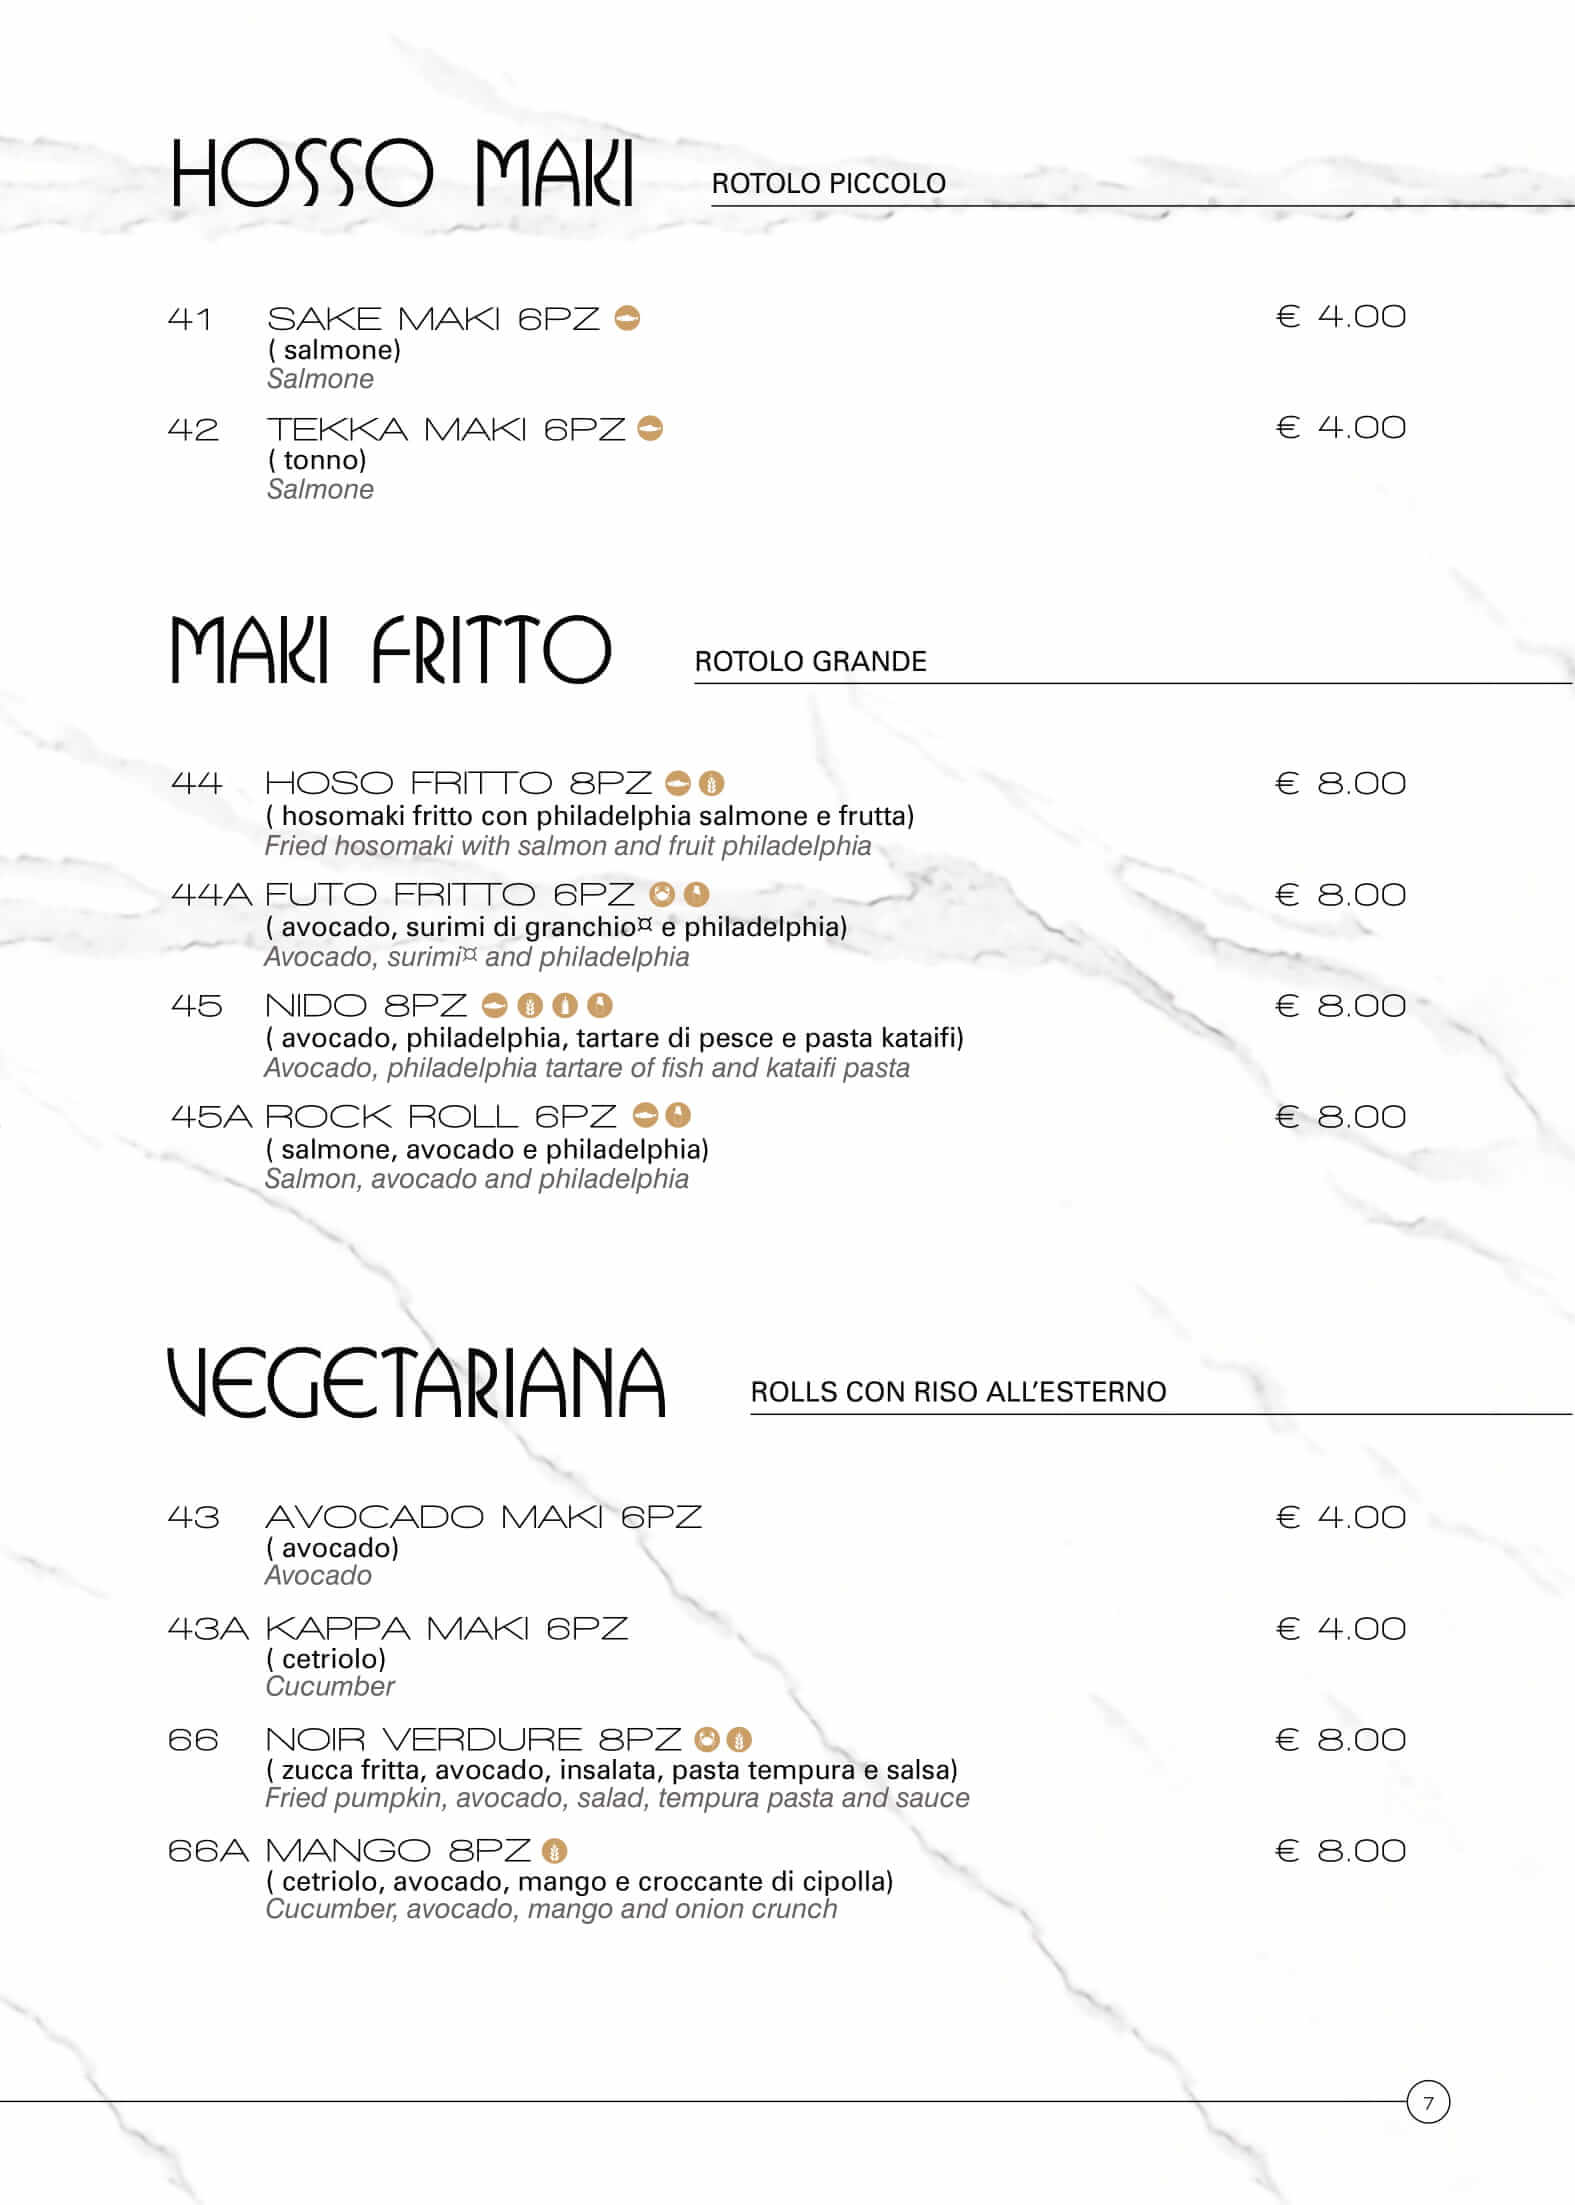 HOSSO MAKI
ROTOLO PICCOLO
41 SAKE MAKI 6PZ € 4.00
( salmone)
Salmone
42 TEKKA MAKI 6PZ € 4.00
( tonno)
Salmone
MAKI FRITTO
ROTOLO GRANDE
44 HOSO FRITTO 8PZ € 8.00
( hosomaki fritto con philadelphia salmone e frutta)
Fried hosomaki with salmon and fruit philadelphia
44A FUTO FRITTO 6PZ € 8.00
( avocado, surimi di granchio¤ e philadelphia)
Avocado, surimi¤ and philadelphia
45 NIDO 8PZ € 8.00
( avocado, philadelphia, tartare di pesce e pasta kataifi)
Avocado, philadelphia tartare of fish and kataifi pasta
45A ROCK ROLL 6PZ € 8.00
( salmone, avocado e philadelphia)
Salmon, avocado and philadelphia
VEGETARIANA
ROLLS CON RISO ALL’ESTERNO
43 AVOCADO MAKI 6PZ € 4.00
( avocado)
Avocado
43A KAPPA MAKI 6PZ € 4.00
( cetriolo)
Cucumber
66 NOIR VERDURE 8PZ € 8.00
( zucca fritta, avocado, insalata, pasta tempura e salsa)
Fried pumpkin, avocado, salad, tempura pasta and sauce
66A MANGO 8PZ € 8.00
( cetriolo, avocado, mango e croccante di cipolla)
Cucumber, avocado, mango and onion crunch
7